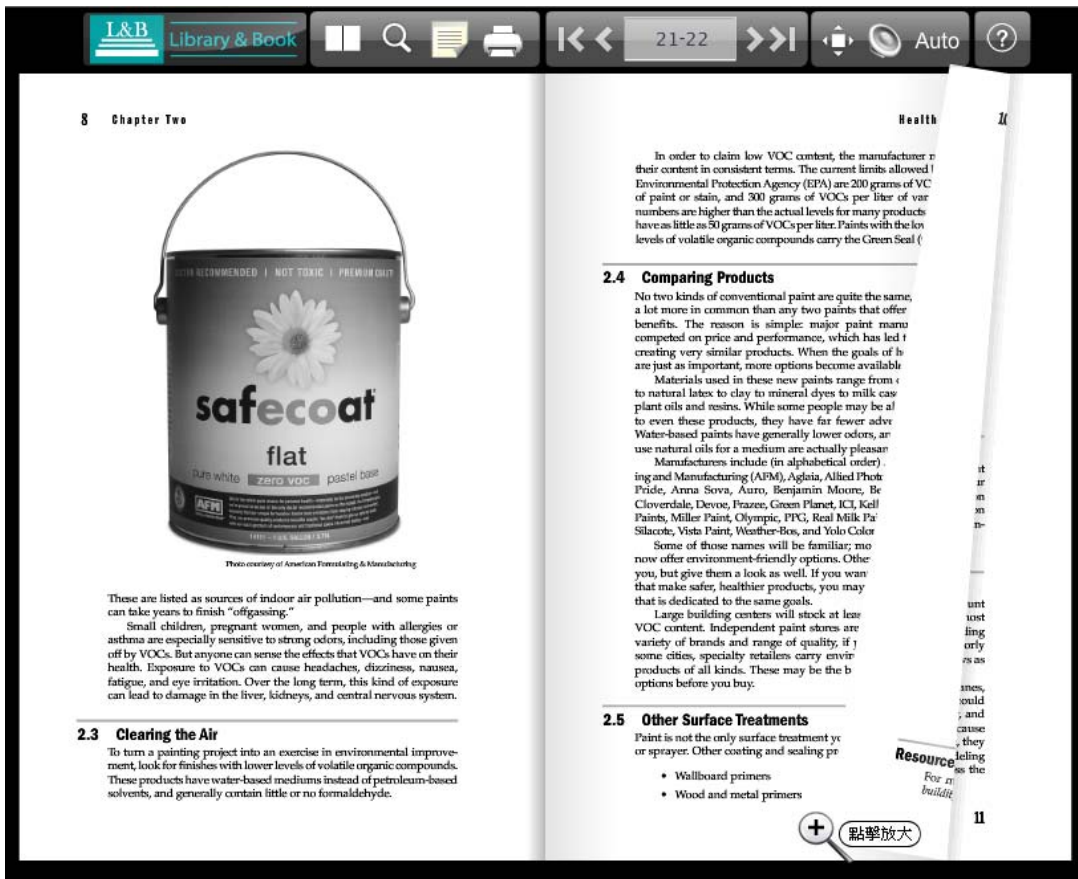 L&B
Library & Book
21-22
Auto
?
8 Chapter Two
RECOMMENDED | NOT TOXIC | PREMIUM QUALITY
safecoat
flat
pure white zero voc pastel base
AFM
Photo courtesy of American Formulating & Manufacturing
These are listed as sources of indoor air pollution—and some paints
can take years to finish “offgassing.”
Small children, pregnant women, and people with allergies or
asthma are especially sensitive to strong odors, including those given
off by VOCs. But anyone can sense the effects that VOCs have on their
health. Exposure to VOCs can cause headaches, dizziness, nausea,
fatigue, and eye irritation. Over the long term, this kind of exposure
can lead to damage in the liver, kidneys, and central nervous system.
2.3 Clearing the Air
To turn a painting project into an exercise in environmental improve-
ment, look for finishes with lower levels of volatile organic compounds.
These products have water-based mediums instead of petroleum-based
solvents, and generally contain little or no formaldehyde.
Health
In order to claim low VOC content, the manufacturer
their content in consistent terms. The current limits allowed
Environmental Protection Agency (EPA) are 200 grams of VC
of paint or stain, and 300 grams of VOCs per liter of var
numbers are higher than the actual levels for many products
have as little as 50 grams of VOCs per liter. Paints with the
levels of volatile organic compounds carry the Green Seal
2.4 Comparing Products
No two kinds of conventional paint are quite the same,
a lot more in common than any two paints that offer
benefits. The reason is simple: major paint manu
competed on price and performance, which has led
creating very similar products. When the goals of
are just as important, more options become available
Materials used in these new paints range from
to natural latex to clay to mineral dyes to milk case
plant oils and resins. While some people may be
to even these products, they have far fewer adve
Water-based paints have generally lower odors, an
use natural oils for a medium are actually pleasan
Manufacturers include (in alphabetical order)
ing and Manufacturing (AFM), Aglaia, Allied Photo
Pride, Anna Sova, Auro, Benjamin Moore, Be
Cloverdale, Devoe, Frazee, Green Planet, ICI, Kell
Paints, Miller Paint, Olympic, PPG, Real Milk Pa
Silacote, Vista Paint, Weather-Bos, and Yolo Color
Some of those names will be familiar; mo
now offer environment-friendly options. Othe
you, but give them a look as well. If you wan
that make safer, healthier products, you may
that is dedicated to the same goals.
Large building centers will stock at leas
VOC content. Independent paint stores are
variety of brands and range of quality, if
some cities, specialty retailers carry envir
products of all kinds. These may be the b
options before you buy.
2.5 Other Surface Treatments
Paint is not the only surface treatment yo
or sprayer. Other coating and sealing pr
• Wallboard primers
• Wood and metal primers
10
Resource
For m
buildi
unt
most
ding
orly
rs as
anes,
ould
, and
cause
, they
deling
ss the
11
點擊放大